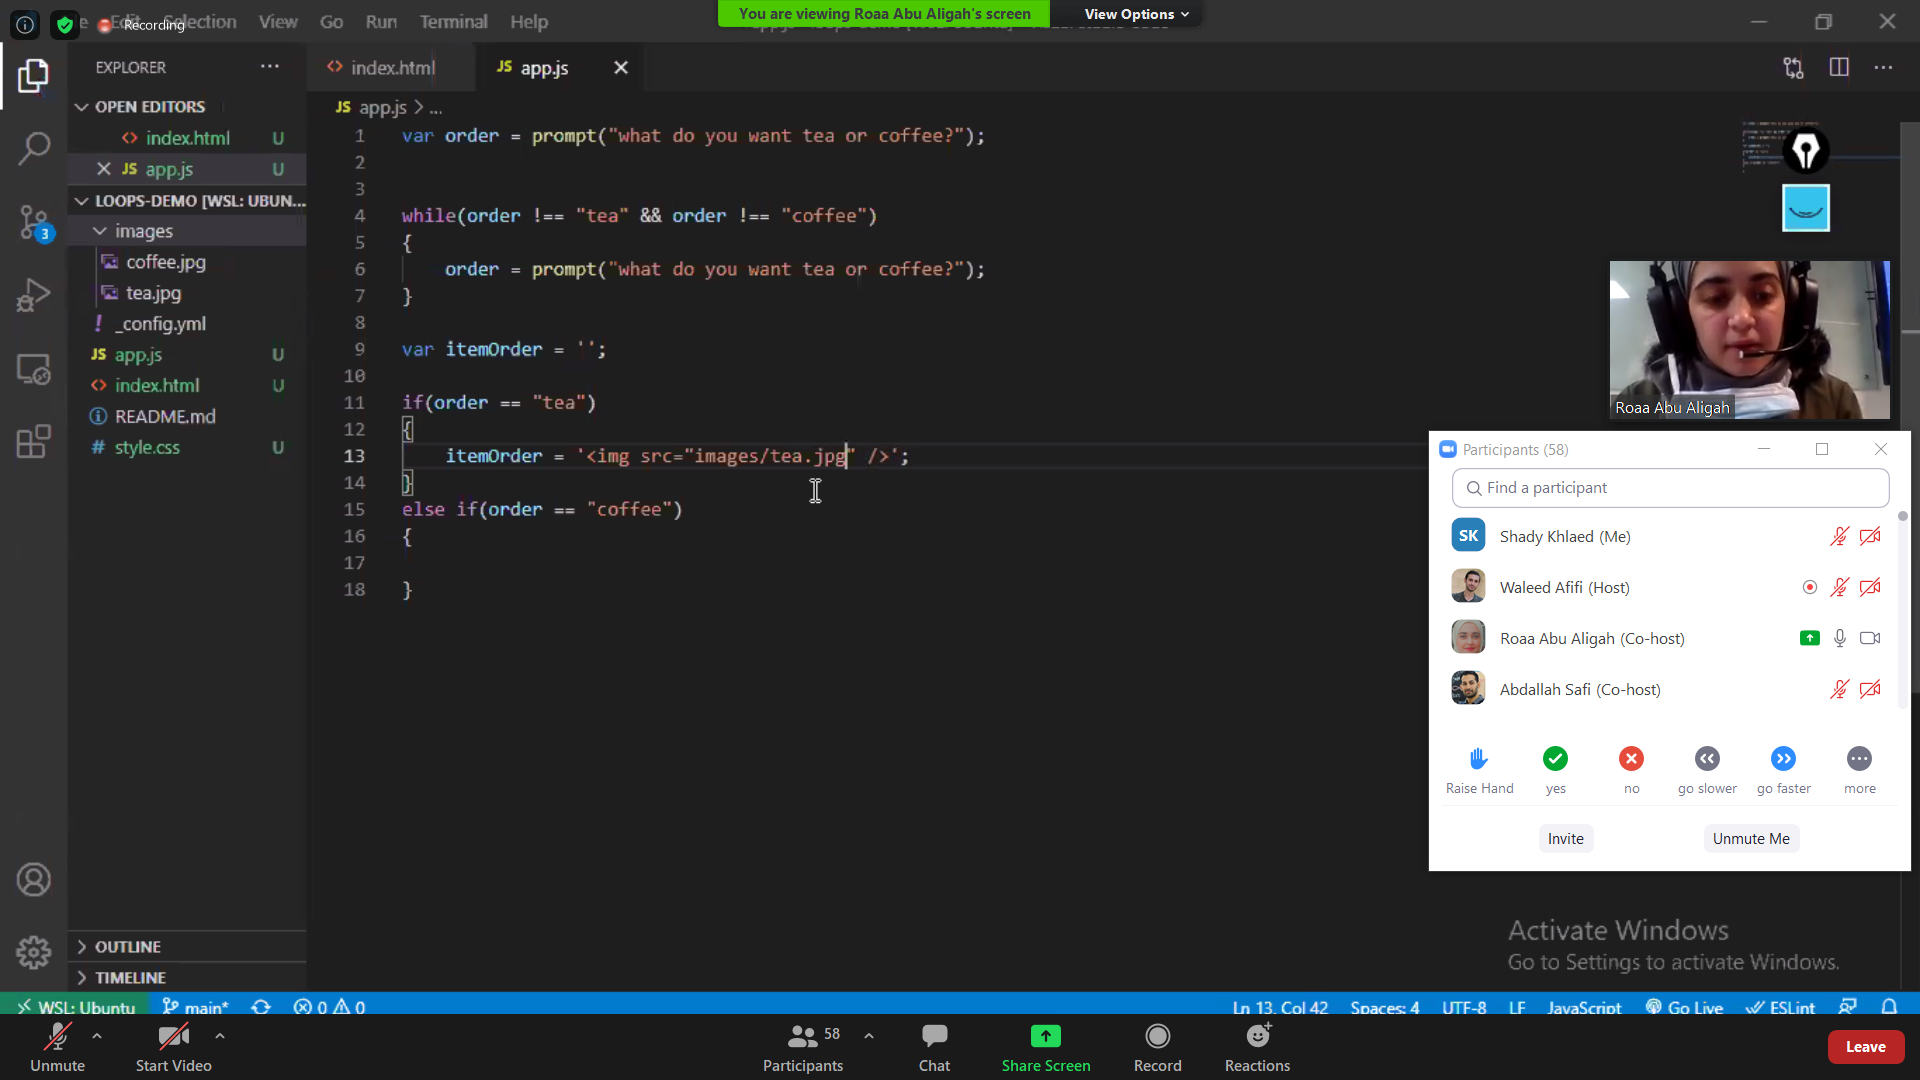 Recording
Edit
Selection
View
Go
Run
Terminal
Help
You are viewing Roaa Abu Aligah's screen
View Options
EXPLORER
OPEN EDITORS
index.html U
app.js U
LOOPS-DEMO [WSL: UBUN...
images
coffee.jpg
tea.jpg
_config.yml
app.js U
index.html U
README.md
style.css U
OUTLINE
TIMELINE
3
index.html
JS app.js
JS app.js > ...
1 var order = prompt("what do you want tea or coffee?");
2
3
4 while(order !== "tea" && order !== "coffee")
5 {
6 order = prompt("what do you want tea or coffee?");
7 }
8
9 var itemOrder = '';
10
11 if(order == "tea")
12 {
13 itemOrder = '<img src="images/tea.jpg" />';
14 }
15 else if(order == "coffee")
16 {
17
18 }
Roaa Abu Aligah
Participants (58)
Find a participant
SK Shady Khlaed (Me)
Waleed Afifi (Host)
Roaa Abu Aligah (Co-host)
Abdallah Safi (Co-host)
Raise Hand
yes
no
go slower
go faster
more
Invite
Unmute Me
Activate Windows
Go to Settings to activate Windows.
WSL: Ubuntu
main*
0 0
Ln 13, Col 42
Spaces: 4
UTF-8
LF
JavaScript
Go Live
ESLint
Unmute
Start Video
Participants
58
Chat
Share Screen
Record
Reactions
Leave